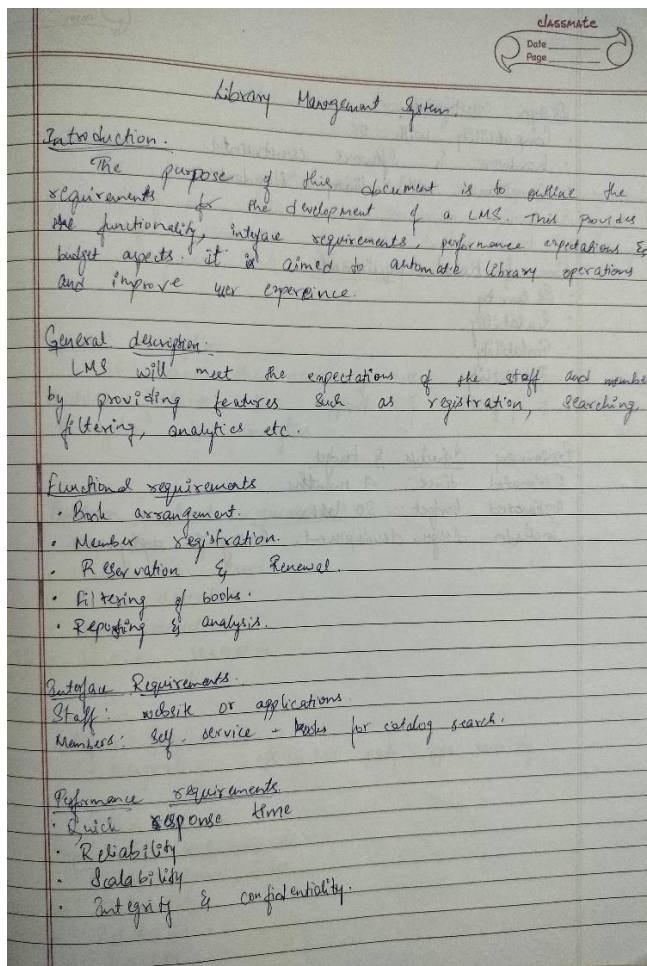 classmate
Date
Page
Library Management System.
Introduction.
The purpose of this document is to outline the
requirements for the development of a LMS. This provides
the functionality, interface requirements, performance expectations &
budget aspects. it is aimed to automate library operations
and improve user experience.
General description.
LMS will meet the expectations of the staff and membe
by providing features such as registration, searching,
filtering, analytics etc.
Functional requirements
• Book arrangement.
• Member registration.
• Reservation & Renewal.
• Filtering of books.
• Reporting & analysis.
Interface Requirements.
Staff: website or applications.
Members: Self-service - for catalog search.
Performance requirements.
• Quick response time
• Reliability
• Scalability
• Integrity & confidentiality.